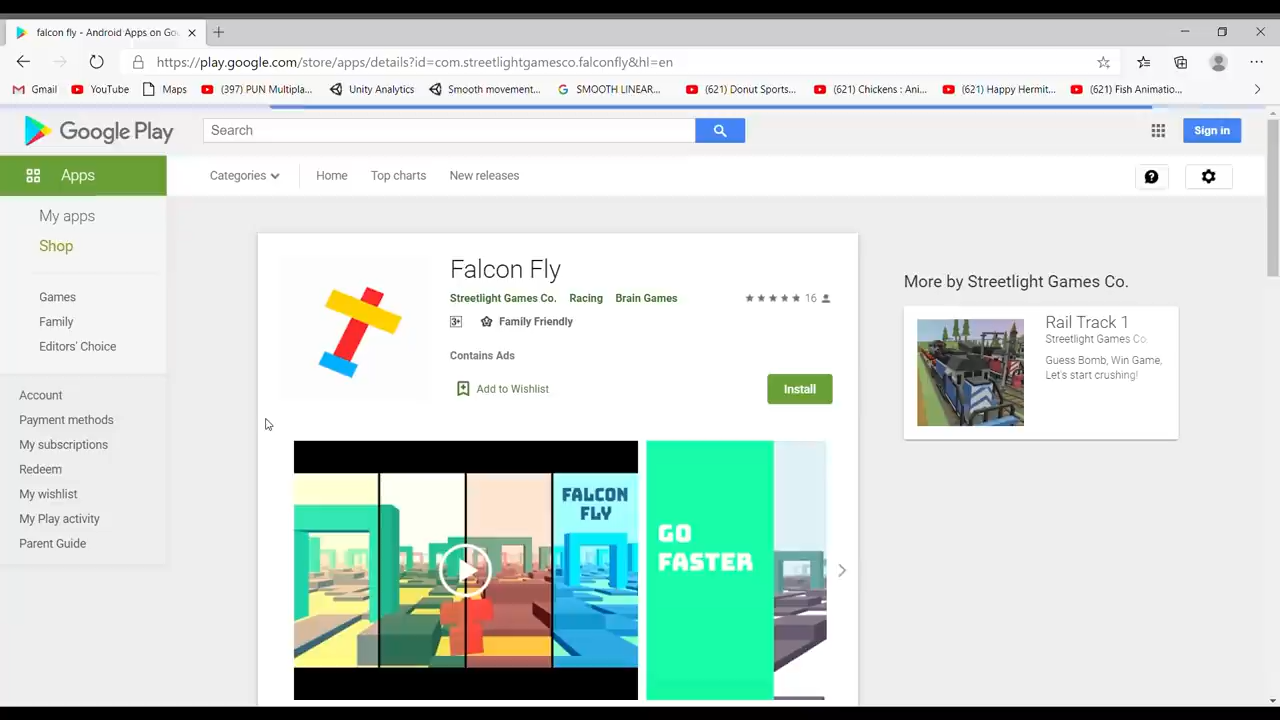 falcon fly - Android Apps on Go
https://play.google.com/store/apps/details?id=com.streetlightgamesco.falconfly&hl=en
Gmail YouTube Maps (397) PUN Multipla... Unity Analytics Smooth movement... SMOOTH LINEAR... (621) Donut Sports... (621) Chickens : Ani... (621) Happy Hermit... (621) Fish Animatio...
Google Play Search Sign in
Apps Categories Home Top charts New releases
My apps
Shop
Games
Family
Editors' Choice
Account
Payment methods
My subscriptions
Redeem
My wishlist
My Play activity
Parent Guide
Falcon Fly
Streetlight Games Co. Racing Brain Games 16
3+ Family Friendly
Contains Ads
Add to Wishlist Install
FALCON
FLY
GO
FASTER
More by Streetlight Games Co.
Rail Track 1
Streetlight Games Co.
Guess Bomb, Win Game,
Let's start crushing!